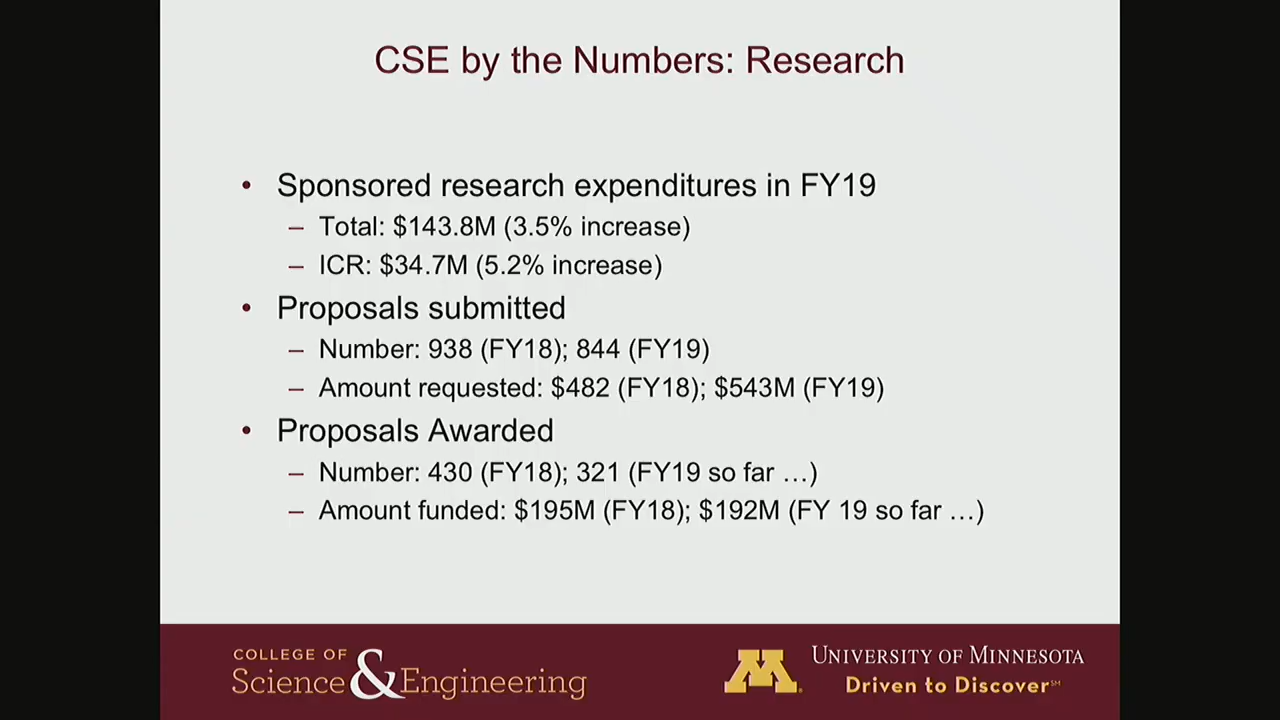 CSE by the Numbers: Research
• Sponsored research expenditures in FY19
– Total: $143.8M (3.5% increase)
– ICR: $34.7M (5.2% increase)
• Proposals submitted
– Number: 938 (FY18); 844 (FY19)
– Amount requested: $482 (FY18); $543M (FY19)
• Proposals Awarded
– Number: 430 (FY18); 321 (FY19 so far …)
– Amount funded: $195M (FY18); $192M (FY 19 so far …)
COLLEGE OF
Science & Engineering
M
UNIVERSITY OF MINNESOTA
Driven to Discover℠